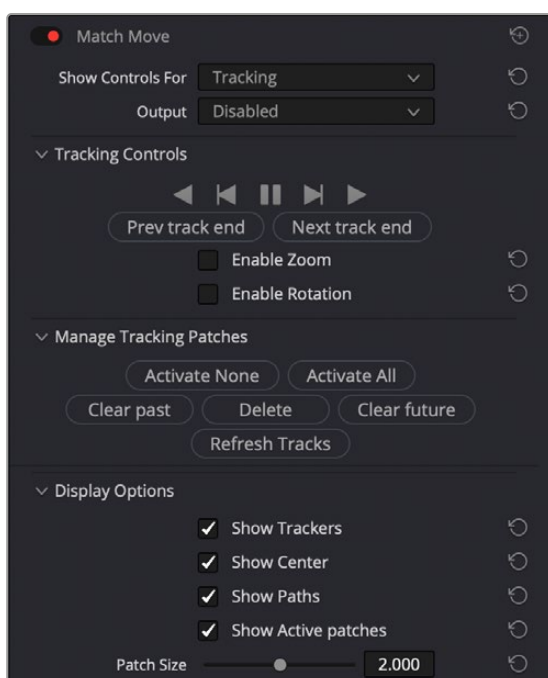 Match Move
Show Controls For Tracking
Output Disabled
Tracking Controls
Prev track end Next track end
Enable Zoom
Enable Rotation
Manage Tracking Patches
Activate None Activate All
Clear past Delete Clear future
Refresh Tracks
Display Options
Show Trackers
Show Center
Show Paths
Show Active patches
Patch Size 2.000